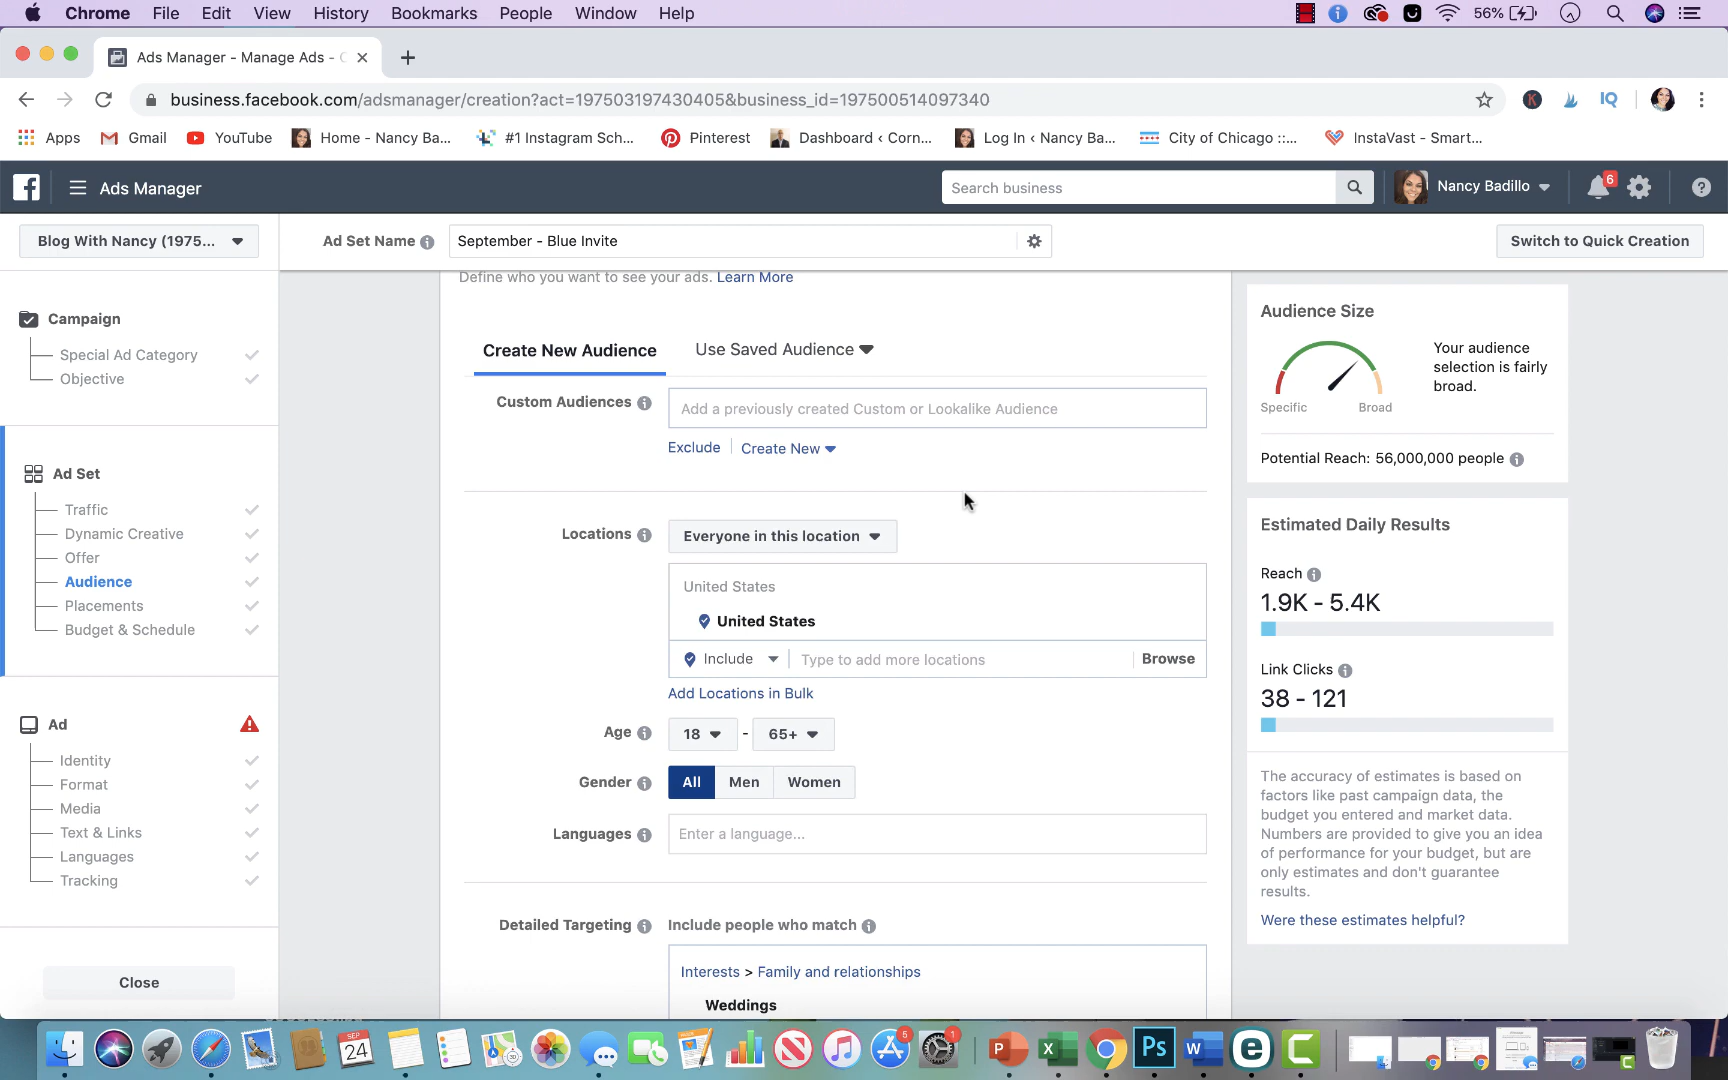 Chrome File Edit View History Bookmarks People Window Help 56%
Ads Manager - Manage Ads - C
business.facebook.com/adsmanager/creation?act=197503197430405&business_id=197500514097340
Apps Gmail YouTube Home - Nancy Ba... #1 Instagram Sch... Pinterest Dashboard ‹ Corn... Log In ‹ Nancy Ba... City of Chicago ::... InstaVast - Smart...
Ads Manager Search business Nancy Badillo 6
Blog With Nancy (1975... Ad Set Name September - Blue Invite Switch to Quick Creation
Define who you want to see your ads. Learn More
Campaign
Special Ad Category
Objective
Ad Set
Traffic
Dynamic Creative
Offer
Audience
Placements
Budget & Schedule
Ad
Identity
Format
Media
Text & Links
Languages
Tracking
Close
Create New Audience Use Saved Audience
Custom Audiences Add a previously created Custom or Lookalike Audience
Exclude Create New
Locations Everyone in this location
United States
United States
Include Type to add more locations Browse
Add Locations in Bulk
Age 18 - 65+
Gender All Men Women
Languages Enter a language...
Detailed Targeting Include people who match
Interests > Family and relationships
Weddings
Audience Size
Your audience
selection is fairly
broad.
Specific Broad
Potential Reach: 56,000,000 people
Estimated Daily Results
Reach
1.9K - 5.4K
Link Clicks
38 - 121
The accuracy of estimates is based on
factors like past campaign data, the
budget you entered and market data.
Numbers are provided to give you an idea
of performance for your budget, but are
only estimates and don't guarantee
results.
Were these estimates helpful?
SEP
24
5
1
P X Ps W